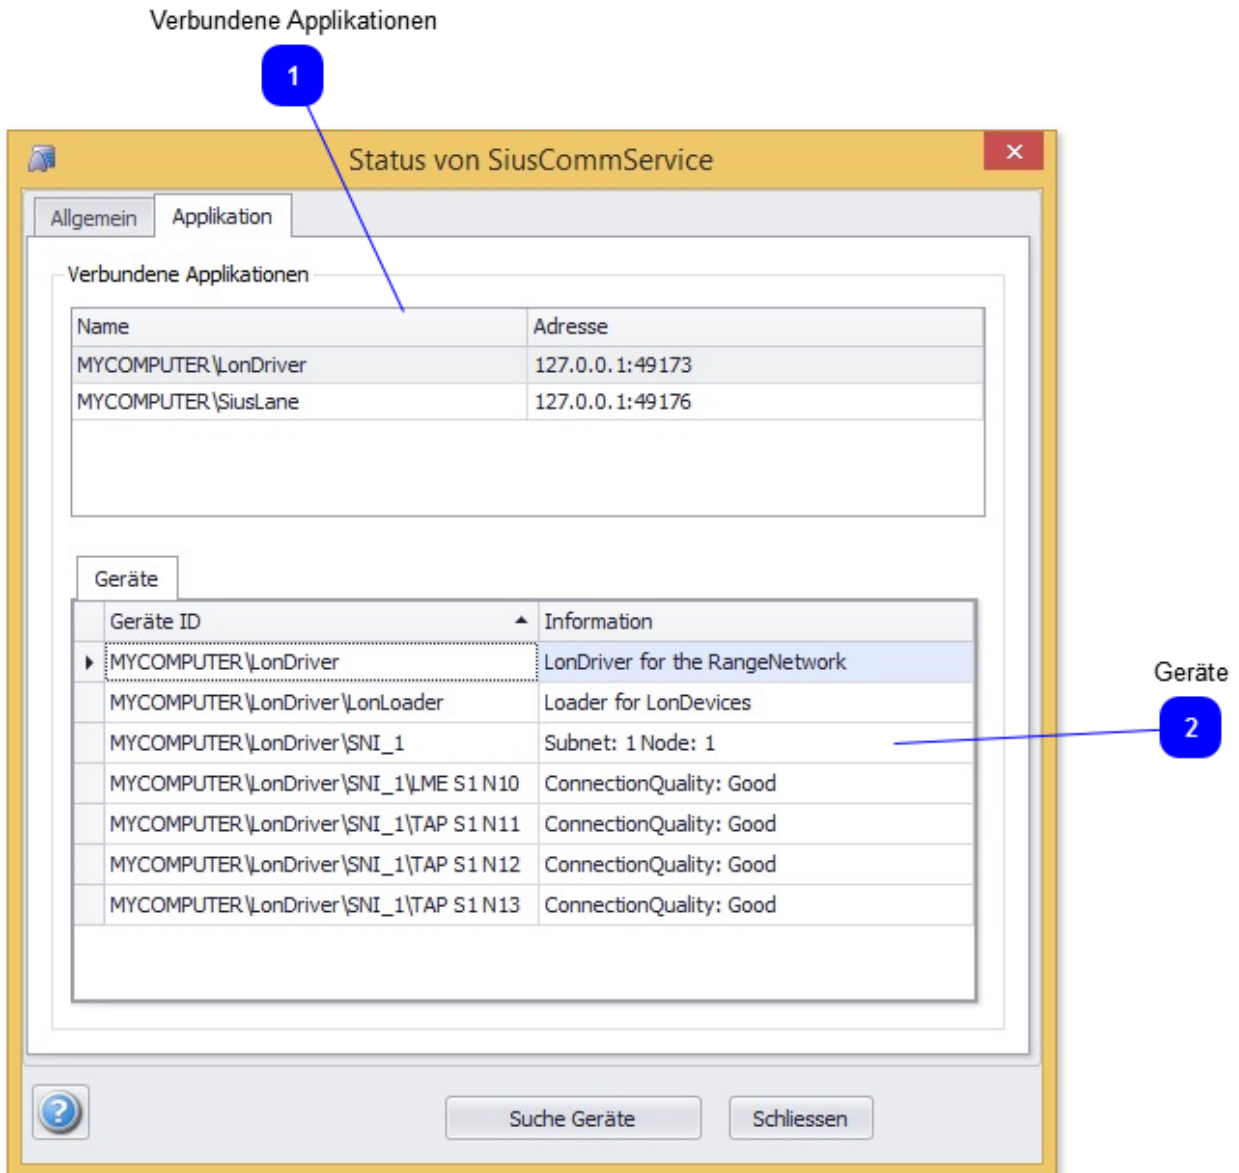 Verbundene Applikationen
1
Status von SiusCommService
Allgemein Applikation
Verbundene Applikationen
Name Adresse
MYCOMPUTER\LonDriver 127.0.0.1:49173
MYCOMPUTER\SiusLane 127.0.0.1:49176
Geräte
Geräte ID Information
MYCOMPUTER\LonDriver LonDriver for the RangeNetwork
MYCOMPUTER\LonDriver\LonLoader Loader for LonDevices
MYCOMPUTER\LonDriver\SNI_1 Subnet: 1 Node: 1
MYCOMPUTER\LonDriver\SNI_1\LME S1 N10 ConnectionQuality: Good
MYCOMPUTER\LonDriver\SNI_1\TAP S1 N11 ConnectionQuality: Good
MYCOMPUTER\LonDriver\SNI_1\TAP S1 N12 ConnectionQuality: Good
MYCOMPUTER\LonDriver\SNI_1\TAP S1 N13 ConnectionQuality: Good
Geräte
2
Suche Geräte Schliessen